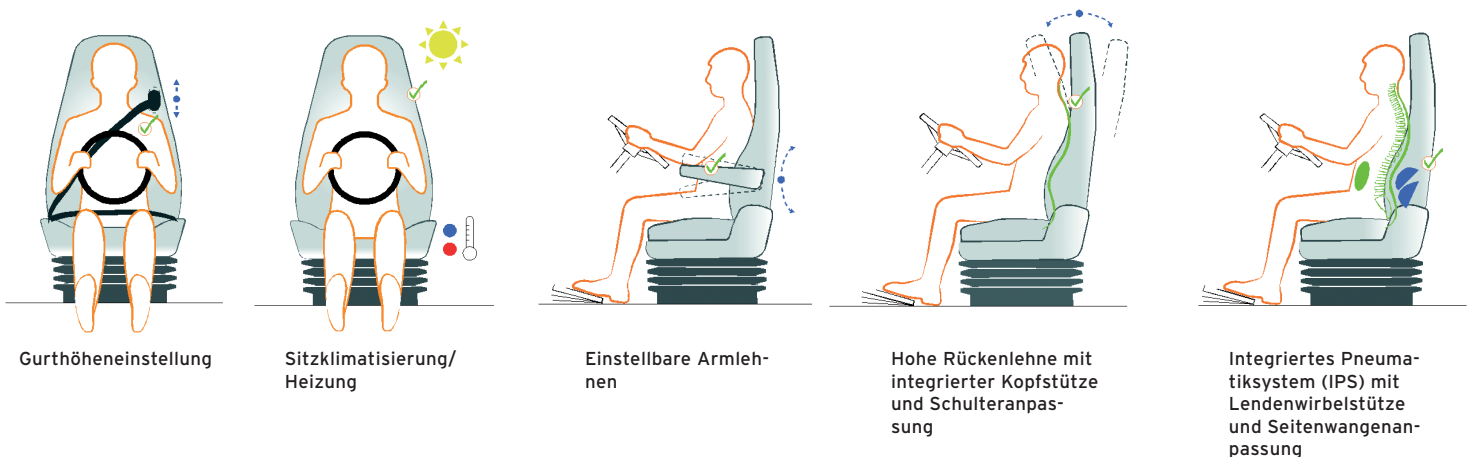 Gurthöheneinstellung
Sitzklimatisierung/
Heizung
Einstellbare Armleh-
nen
Hohe Rückenlehne mit
integrierter Kopfstütze
und Schulteranpas-
sung
Integriertes Pneuma-
tiksystem (IPS) mit
Lendenwirbelstütze
und Seitenwangenan-
passung